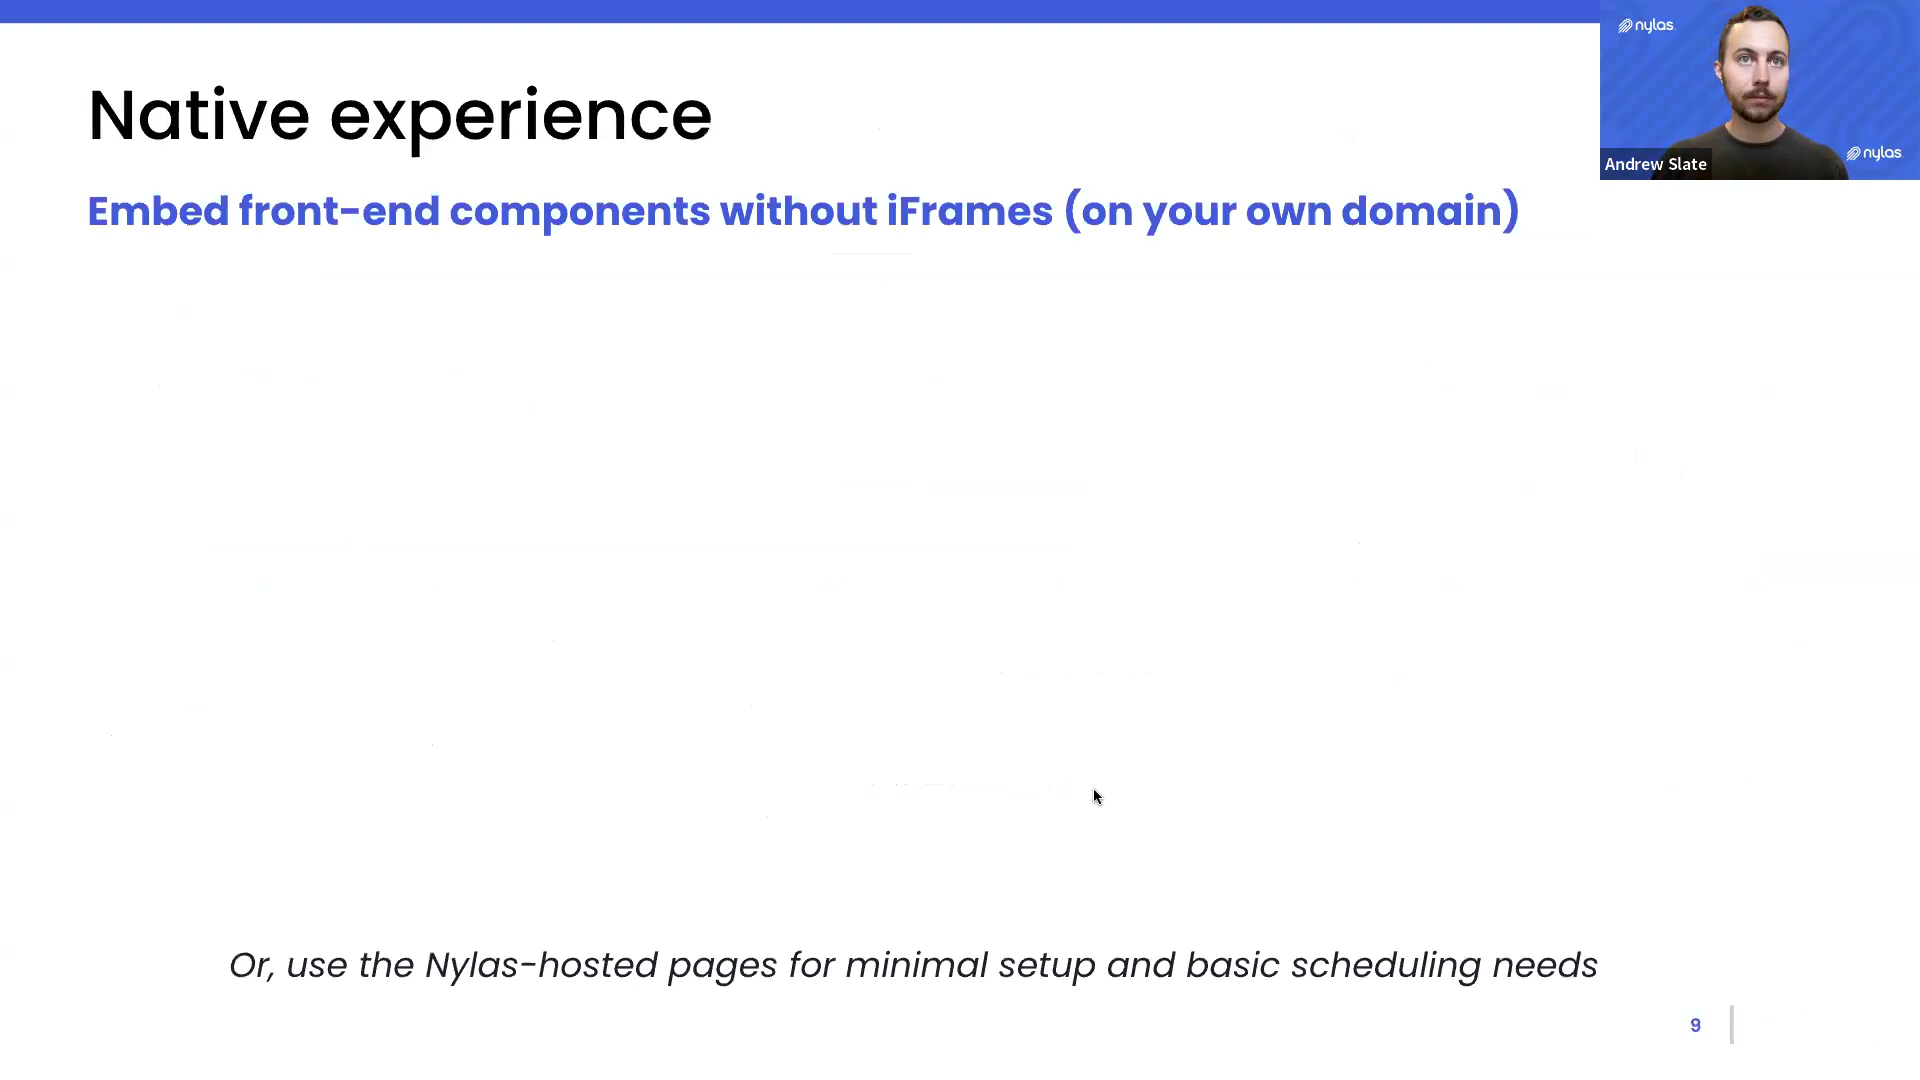 Native experience
nylas
nylas
Andrew Slate
Embed front-end components without iFrames (on your own domain)
Or, use the Nylas-hosted pages for minimal setup and basic scheduling needs
9